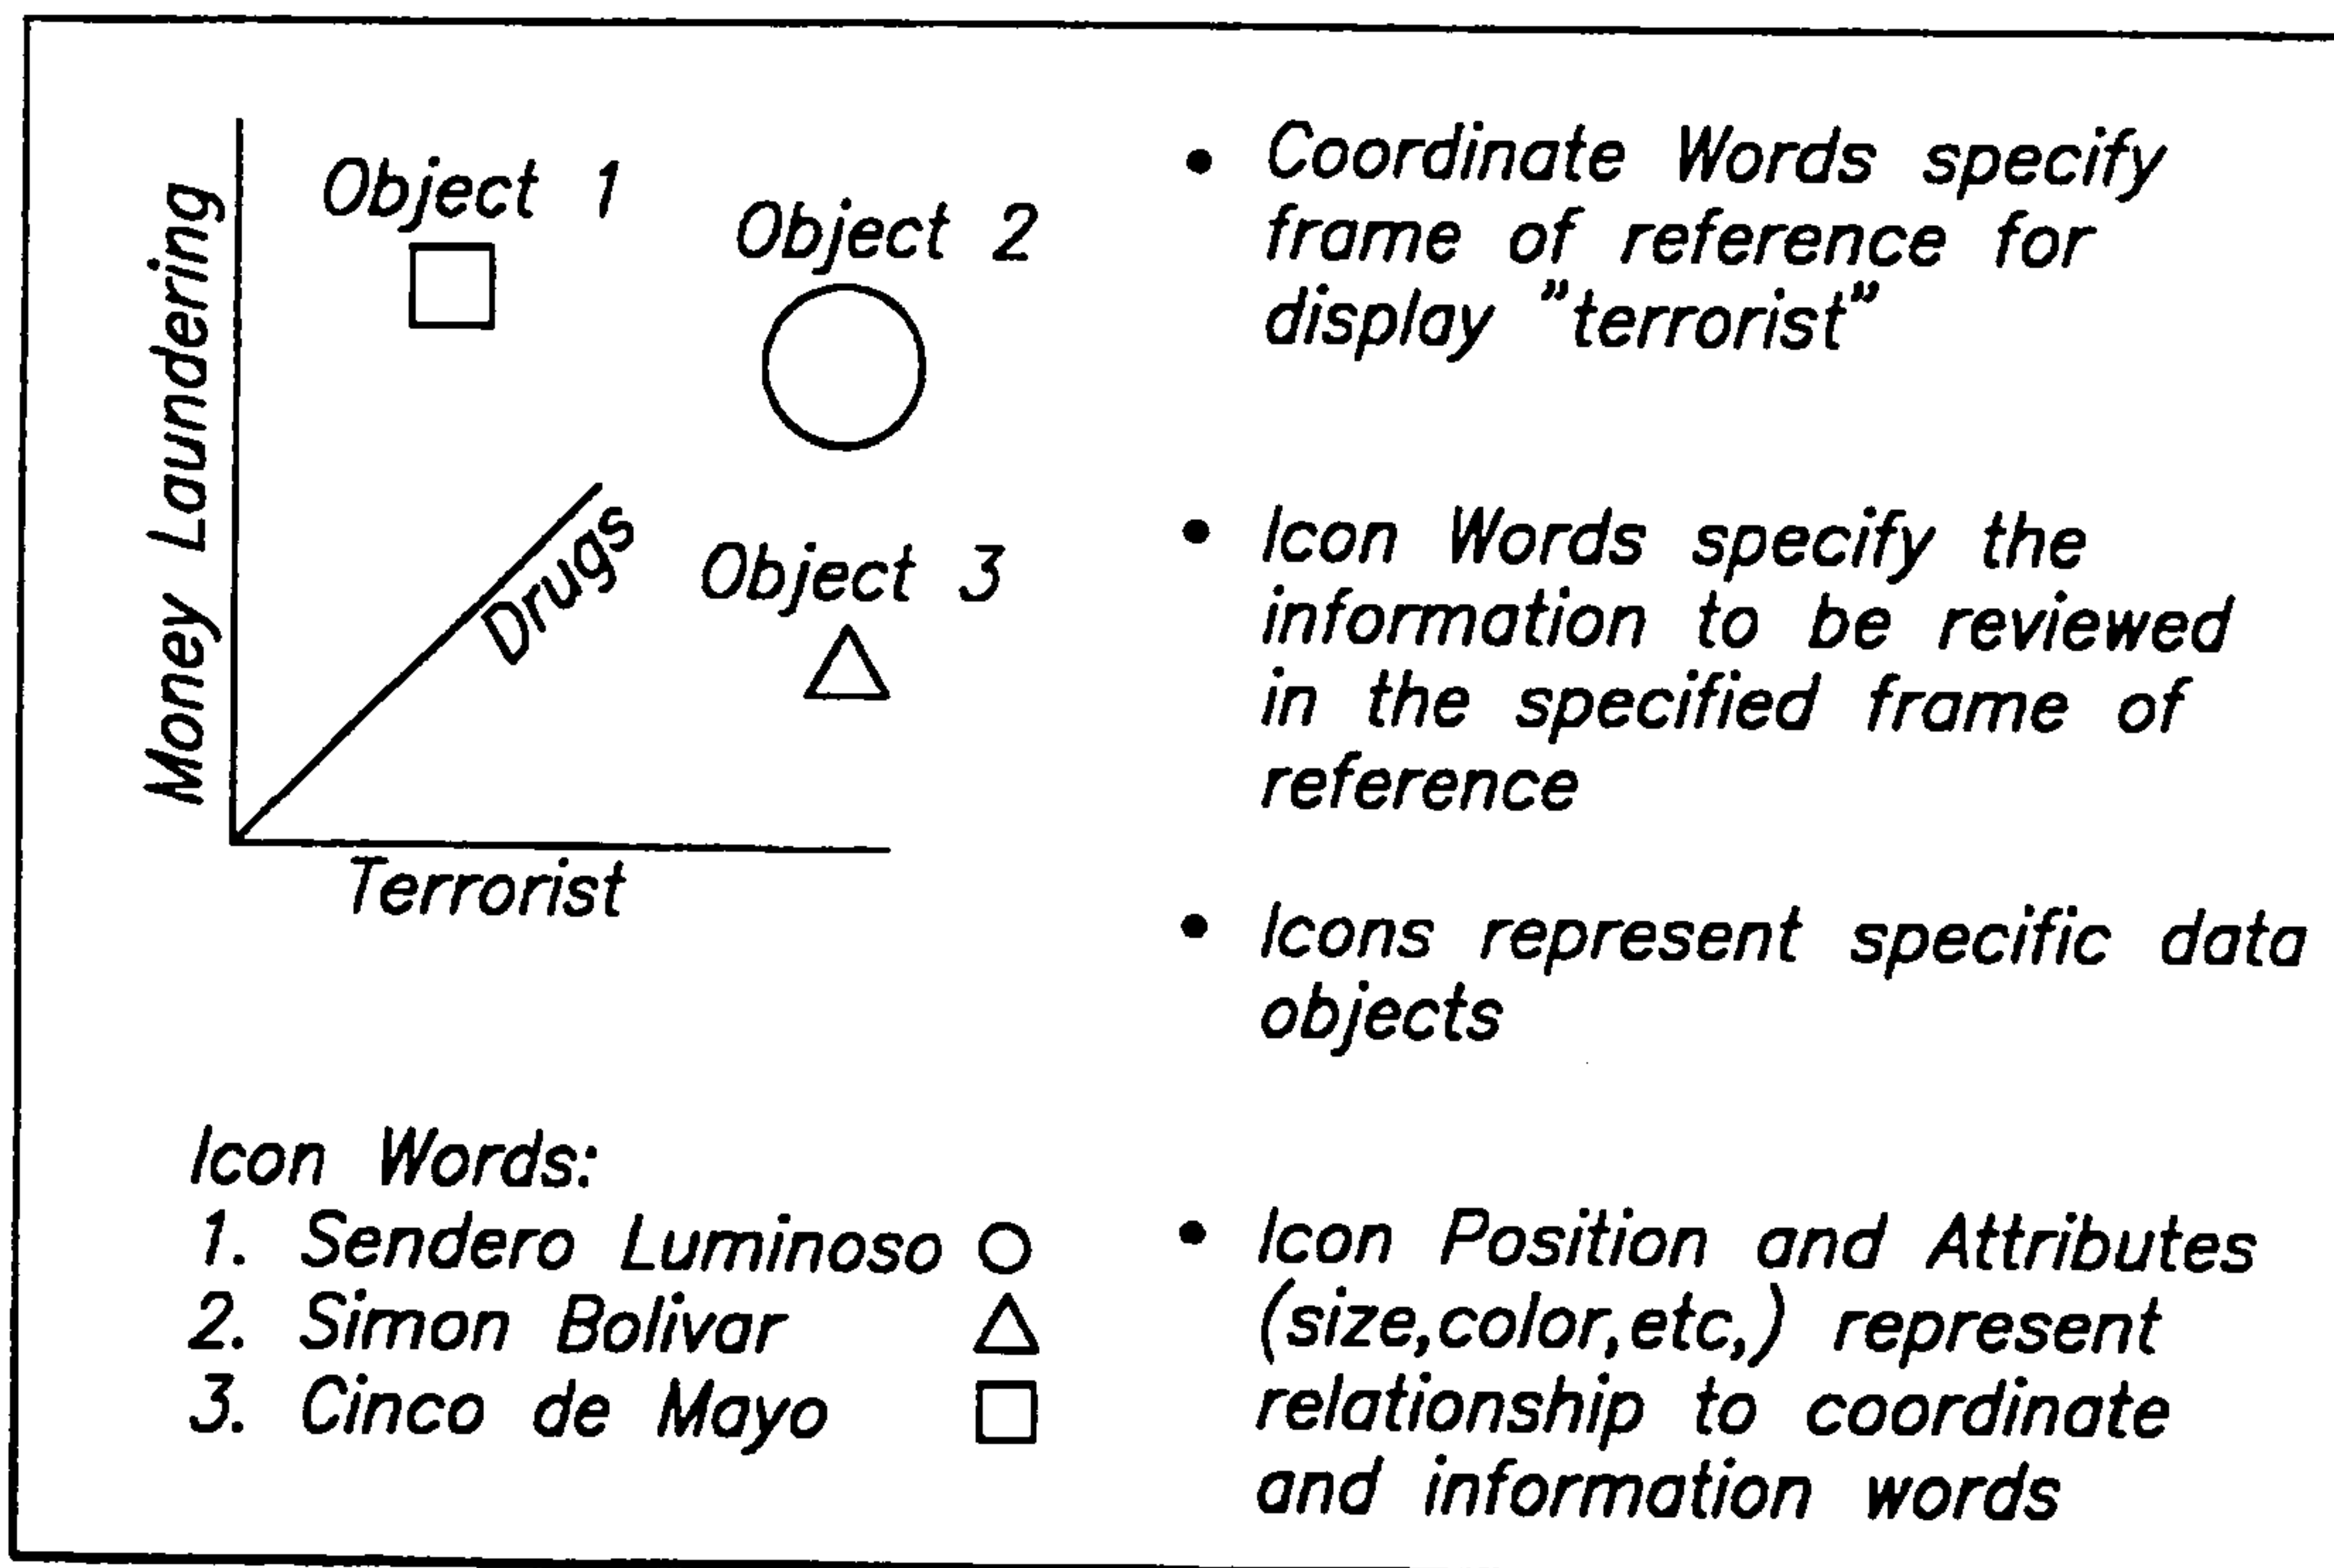 Money Laundering
Object 1
Object 2
Drugs
Object 3
Terrorist
Icon Words:
1. Sendero Luminoso
2. Simon Bolivar
3. Cinco de Mayo
• Coordinate Words specify
frame of reference for
display "terrorist"
• Icon Words specify the
information to be reviewed
in the specified frame of
reference
• Icons represent specific data
objects
• Icon Position and Attributes
(size,color,etc,) represent
relationship to coordinate
and information words